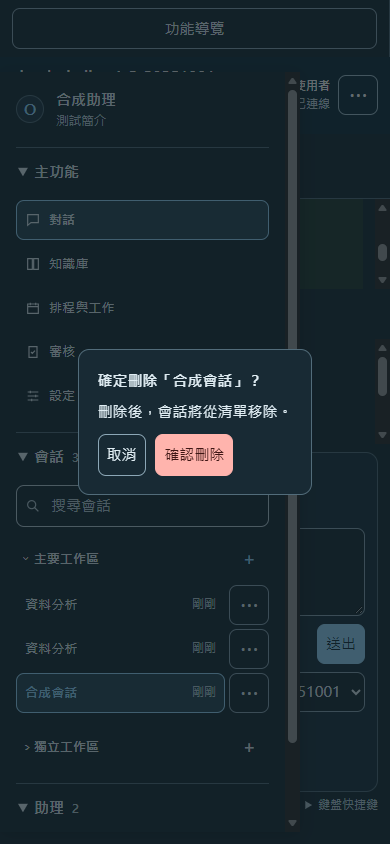 功能導覽
使用者
已連線
O
合成助理
測試簡介
▼ 主功能
對話
知識庫
排程與工作
審核
設定
確定刪除「合成會話」？
刪除後，會話將從清單移除。
取消
確認刪除
▼ 會話 3
搜尋會話
主要工作區 +
資料分析 剛剛 ...
資料分析 剛剛 ...
合成會話 剛剛 ...
送出
51001
獨立工作區 +
▼ 助理 2
▶ 鍵盤快捷鍵